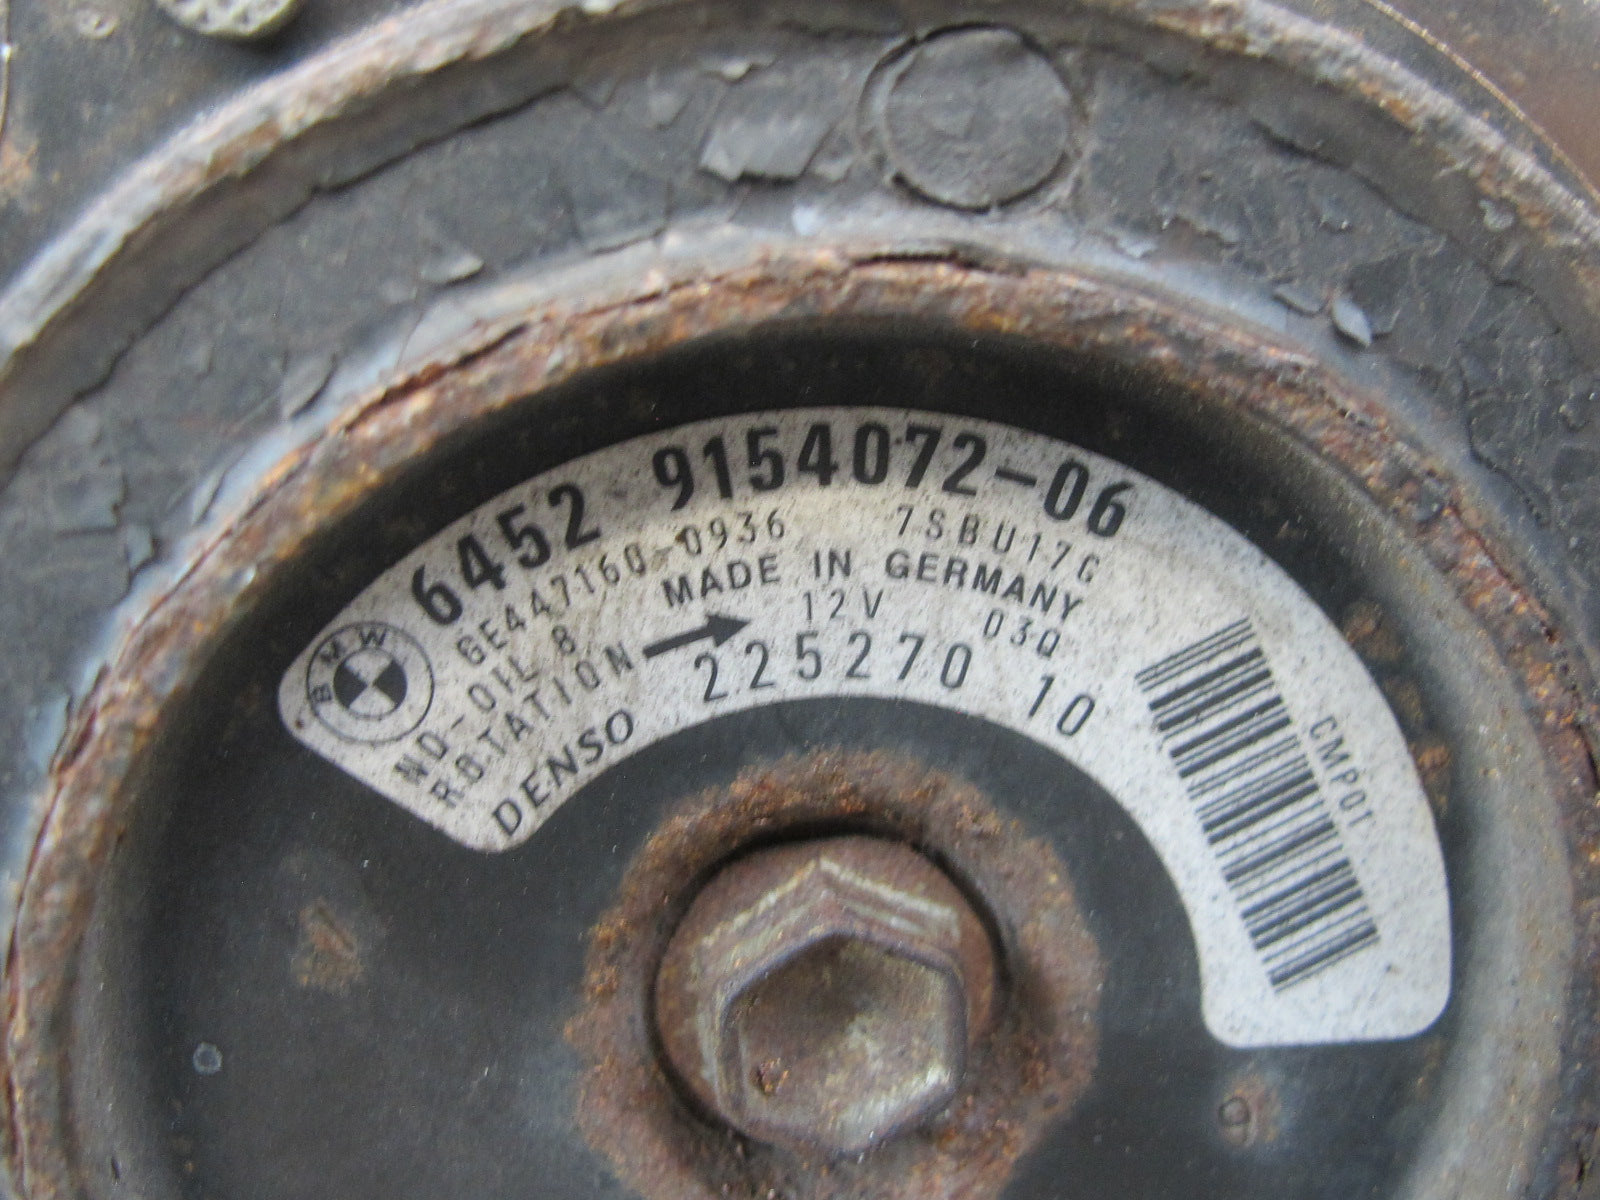 BMW
6452 9154072-06
GE447160-0936 7SBU17C
ND-OIL 8 MADE IN GERMANY
ROTATION 12V 03Q
DENSO 225270 10
CMP01